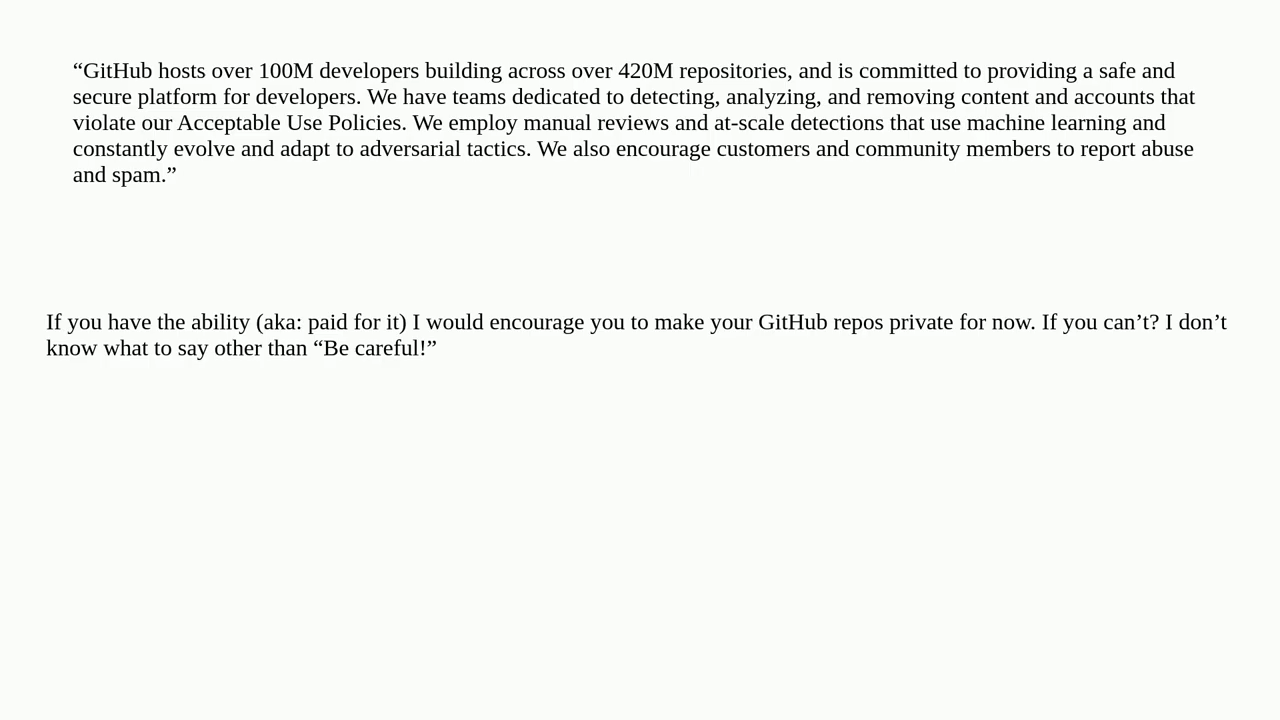 “GitHub hosts over 100M developers building across over 420M repositories, and is committed to providing a safe and
secure platform for developers. We have teams dedicated to detecting, analyzing, and removing content and accounts that
violate our Acceptable Use Policies. We employ manual reviews and at-scale detections that use machine learning and
constantly evolve and adapt to adversarial tactics. We also encourage customers and community members to report abuse
and spam.”
If you have the ability (aka: paid for it) I would encourage you to make your GitHub repos private for now. If you can’t? I don’t
know what to say other than “Be careful!”